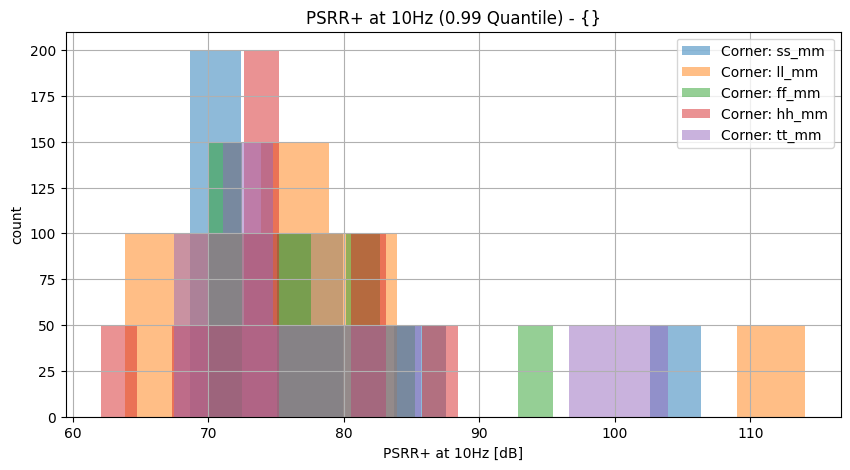 PSRR+ at 10Hz (0.99 Quantile) - {}
200
175
150
125
100
75
50
25
0
count
Corner: ss_mm
Corner: ll_mm
Corner: ff_mm
Corner: hh_mm
Corner: tt_mm
60 70 80 90 100 110
PSRR+ at 10Hz [dB]